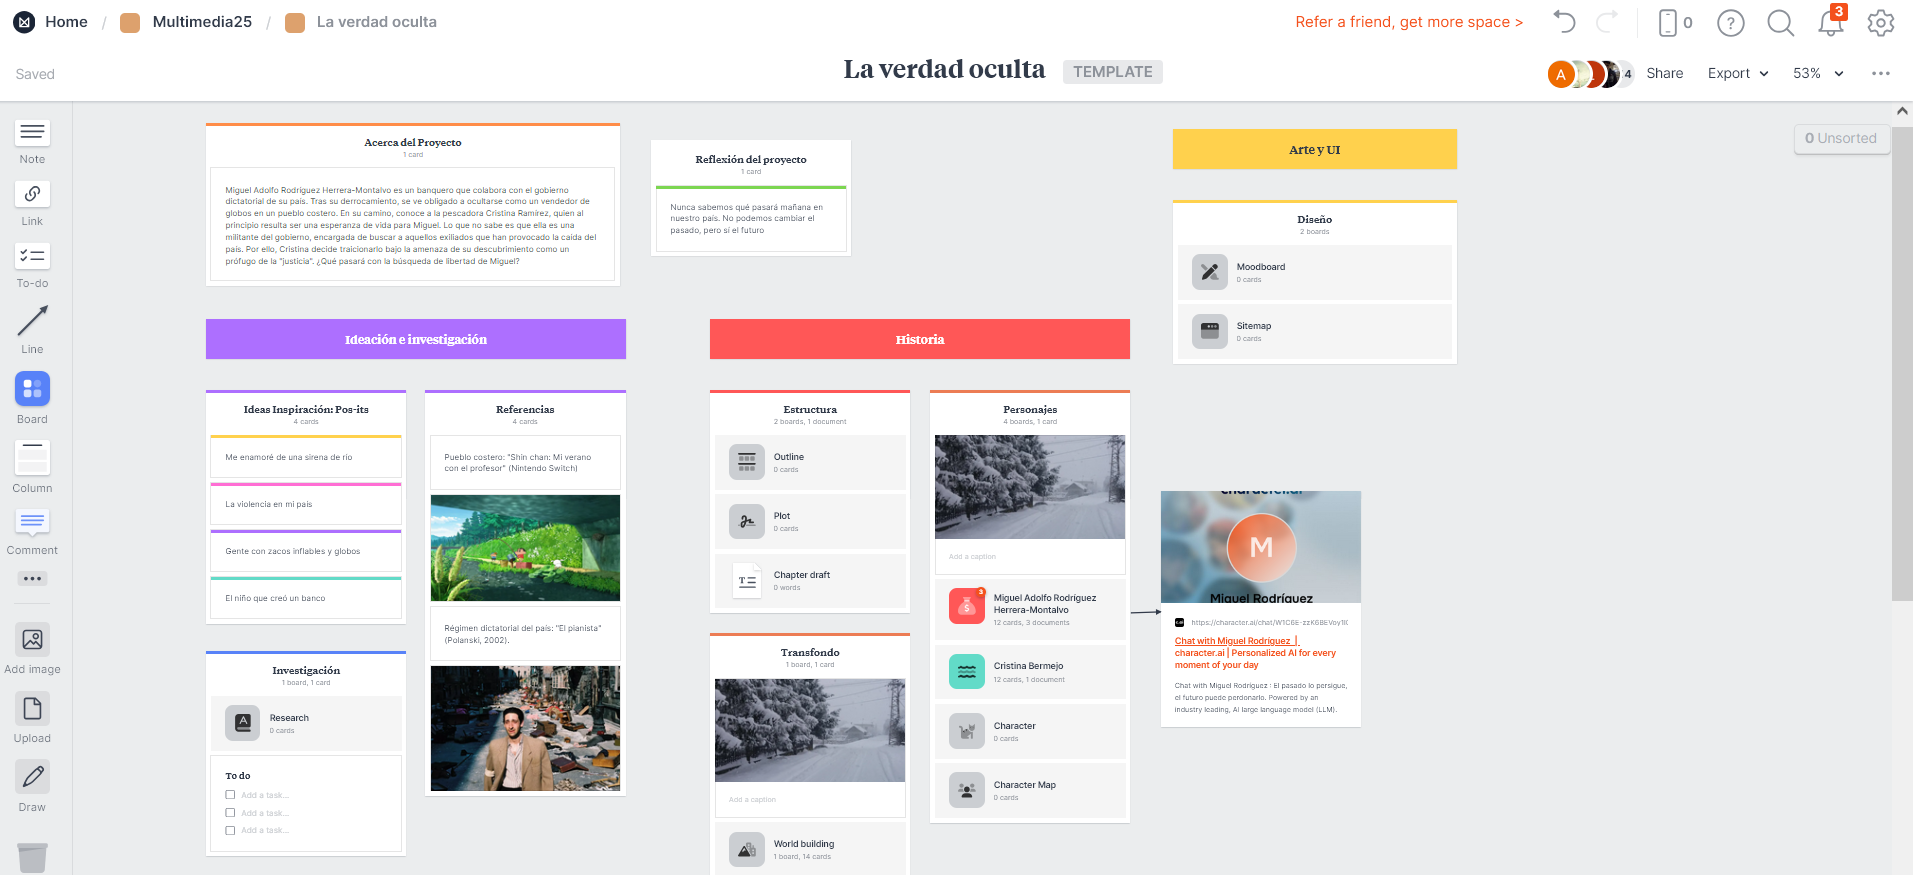 Home / Multimedia25 / La verdad oculta
Refer a friend, get more space >
0
?
3
Saved
La verdad oculta
TEMPLATE
A
4
Share
Export
53%
Note
Link
To-do
Line
Board
Column
Comment
Add image
Upload
Draw
0 Unsorted
Acerca del Proyecto
1 card
Miguel Adolfo Rodríguez Herrera-Montalvo es un banquero que colabora con el gobierno
dictatorial de su país. Tras su derrocamiento, se ve obligado a ocultarse como un vendedor de
globos en un pueblo costero. En su camino, conoce a la pescadora Cristina Ramírez, quien al
principio resulta ser una esperanza de vida para Miguel. Lo que no sabe es que ella es una
militante del gobierno, encargada de buscar a aquellos exiliados que han provocado la caída del
país. Por ello, Cristina decide traicionarlo bajo la amenaza de su descubrimiento como un
prófugo de la "justicia". ¿Qué pasará con la búsqueda de libertad de Miguel?
Reflexión del proyecto
1 card
Nunca sabemos qué pasará mañana en
nuestro país. No podemos cambiar el
pasado, pero sí el futuro
Arte y UI
Diseño
2 boards
Moodboard
0 cards
Sitemap
0 cards
Ideación e investigación
Ideas Inspiración: Pos-its
4 cards
Me enamoré de una sirena de río
La violencia en mi país
Gente con zacos inflables y globos
El niño que creó un banco
Referencias
4 cards
Pueblo costero: "Shin chan: Mi verano
con el profesor" (Nintendo Switch)
Régimen dictatorial del país: "El pianista"
(Polanski, 2002).
Investigación
1 board, 1 card
Research
0 cards
To do
Add a task...
Add a task...
Add a task...
Historia
Estructura
2 boards, 1 document
Outline
0 cards
Plot
0 cards
Chapter draft
0 words
Transfondo
1 board, 1 card
Add a caption
World building
1 board, 14 cards
Personajes
4 boards, 1 card
Add a caption
3
Miguel Adolfo Rodríguez
Herrera-Montalvo
12 cards, 3 documents
Cristina Bermejo
12 cards, 1 document
Character
0 cards
Character Map
0 cards
character.ai
M
Miguel Rodríguez
https://character.ai/chat/W1C6E-zzK6BEVoy1I
Chat with Miguel Rodríguez |
character.ai | Personalized AI for every
moment of your day
Chat with Miguel Rodríguez : El pasado lo persigue,
el futuro puede perdonarlo. Powered by an
industry leading, AI large language model (LLM).